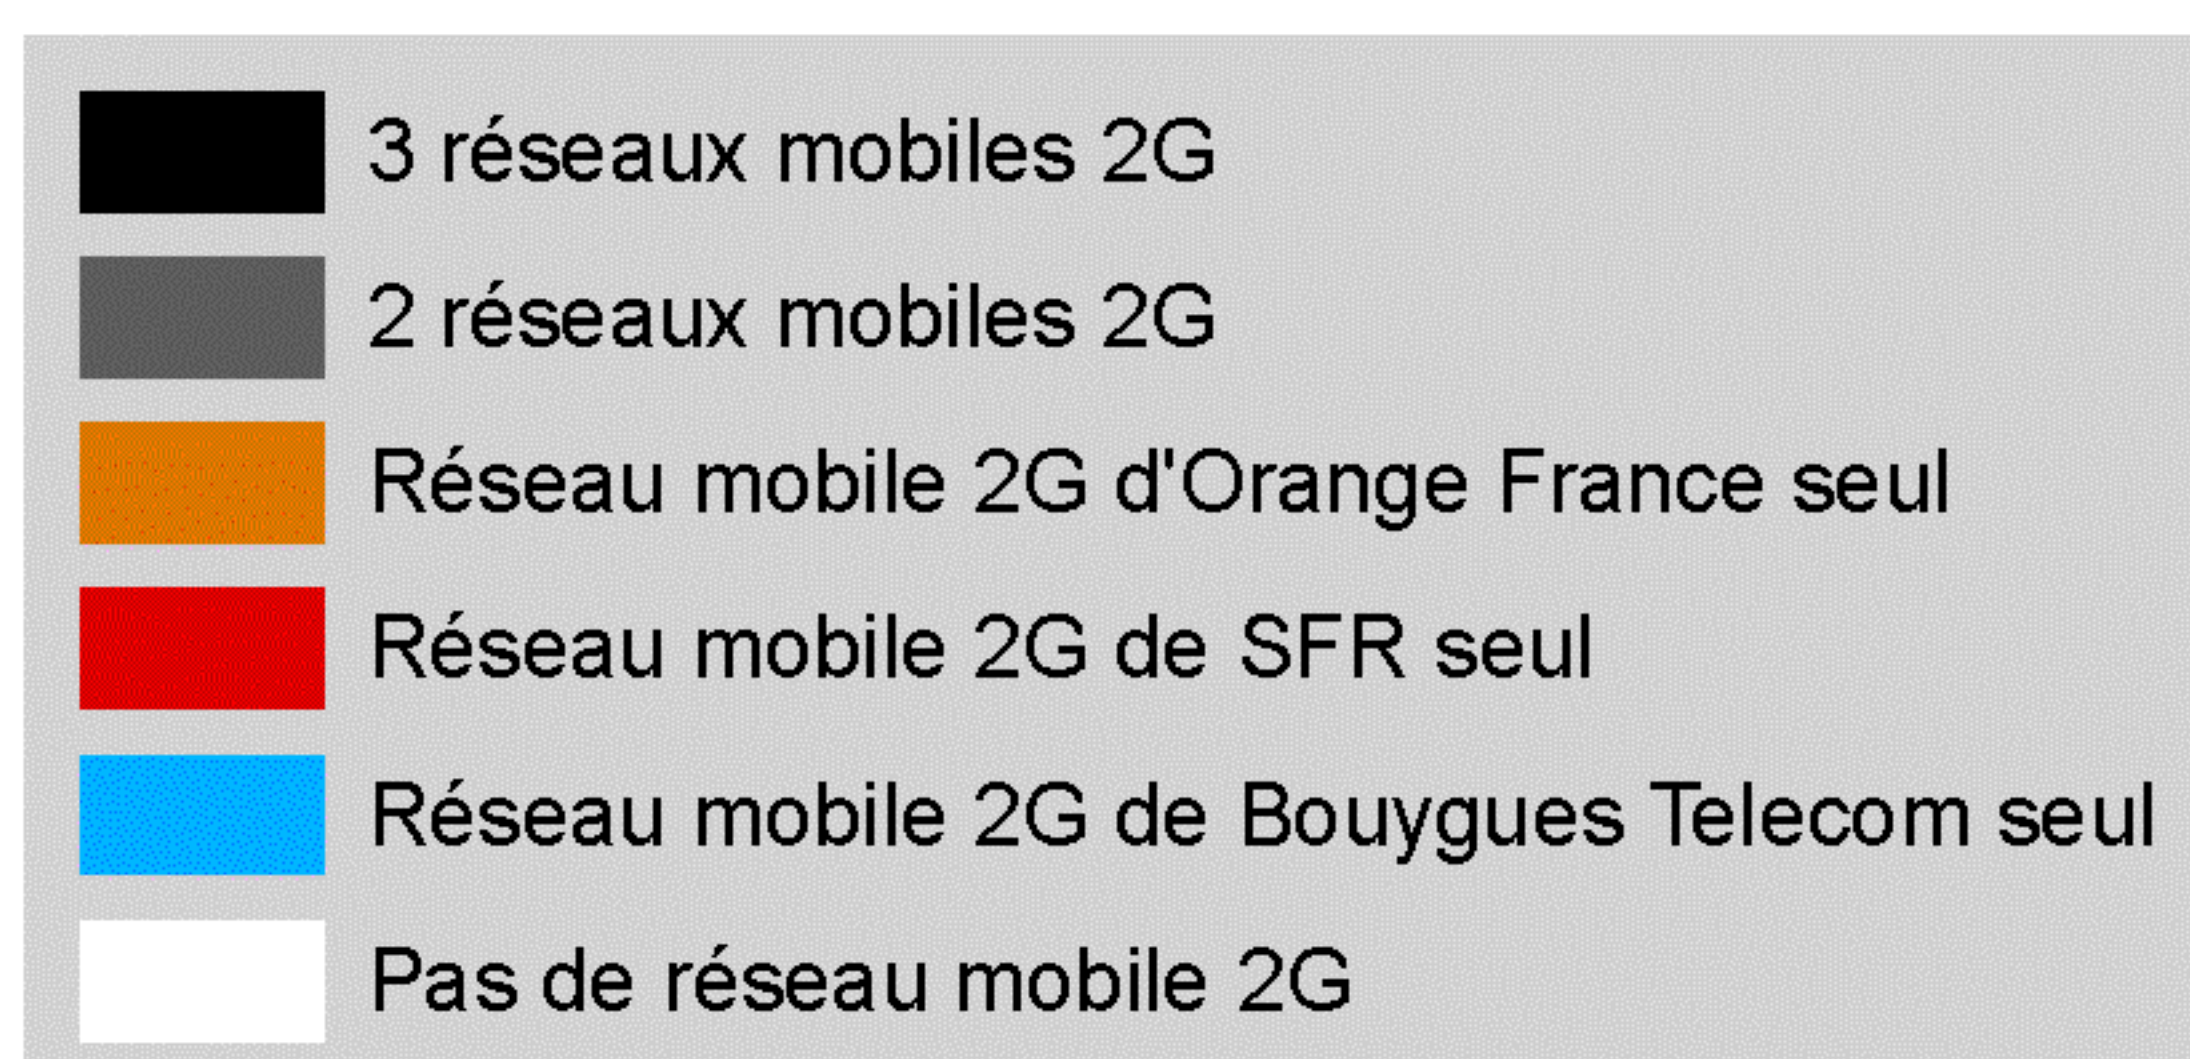 3 réseaux mobiles 2G
2 réseaux mobiles 2G
Réseau mobile 2G d'Orange France seul
Réseau mobile 2G de SFR seul
Réseau mobile 2G de Bouygues Telecom seul
Pas de réseau mobile 2G